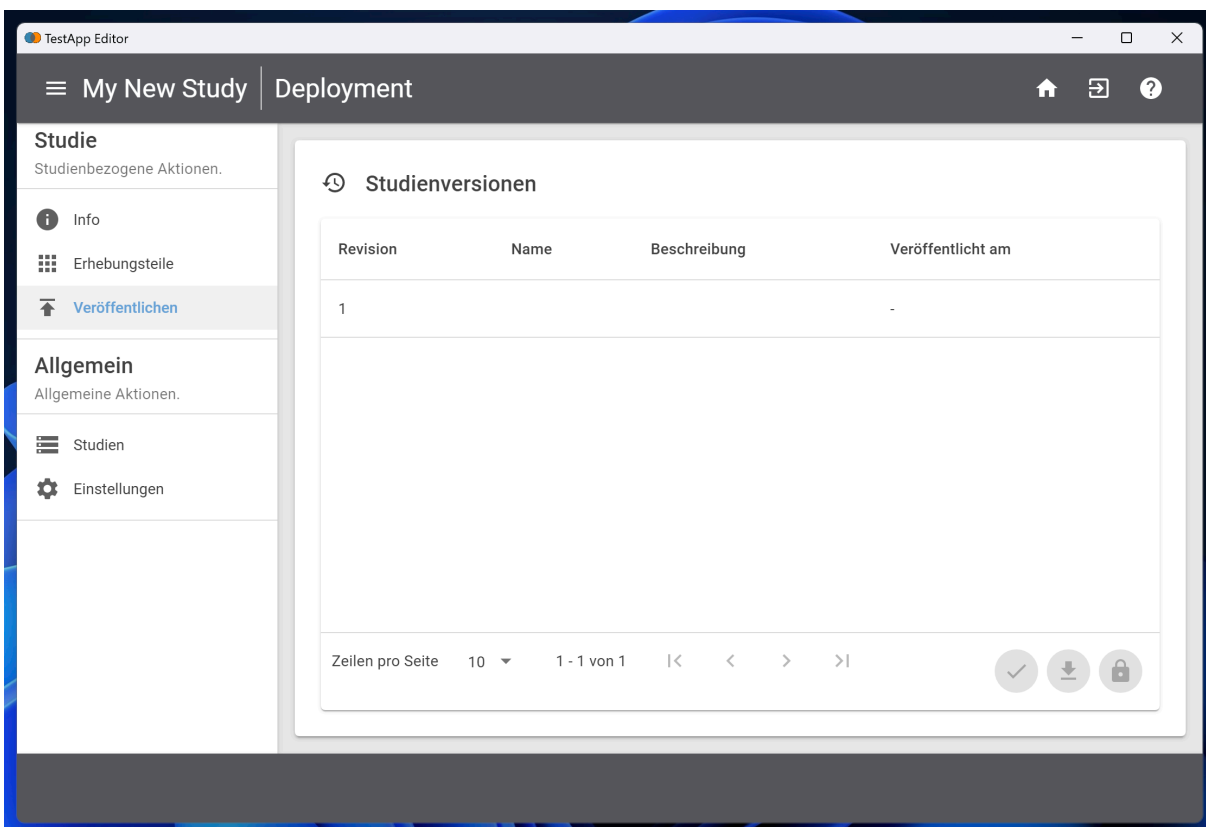 TestApp Editor
My New Study | Deployment
Studie
Studienbezogene Aktionen.
Info
Erhebungsteile
Veröffentlichen
Allgemein
Allgemeine Aktionen.
Studien
Einstellungen
Studienversionen
Revision Name Beschreibung Veröffentlicht am
1 -
Zeilen pro Seite 10 1 - 1 von 1